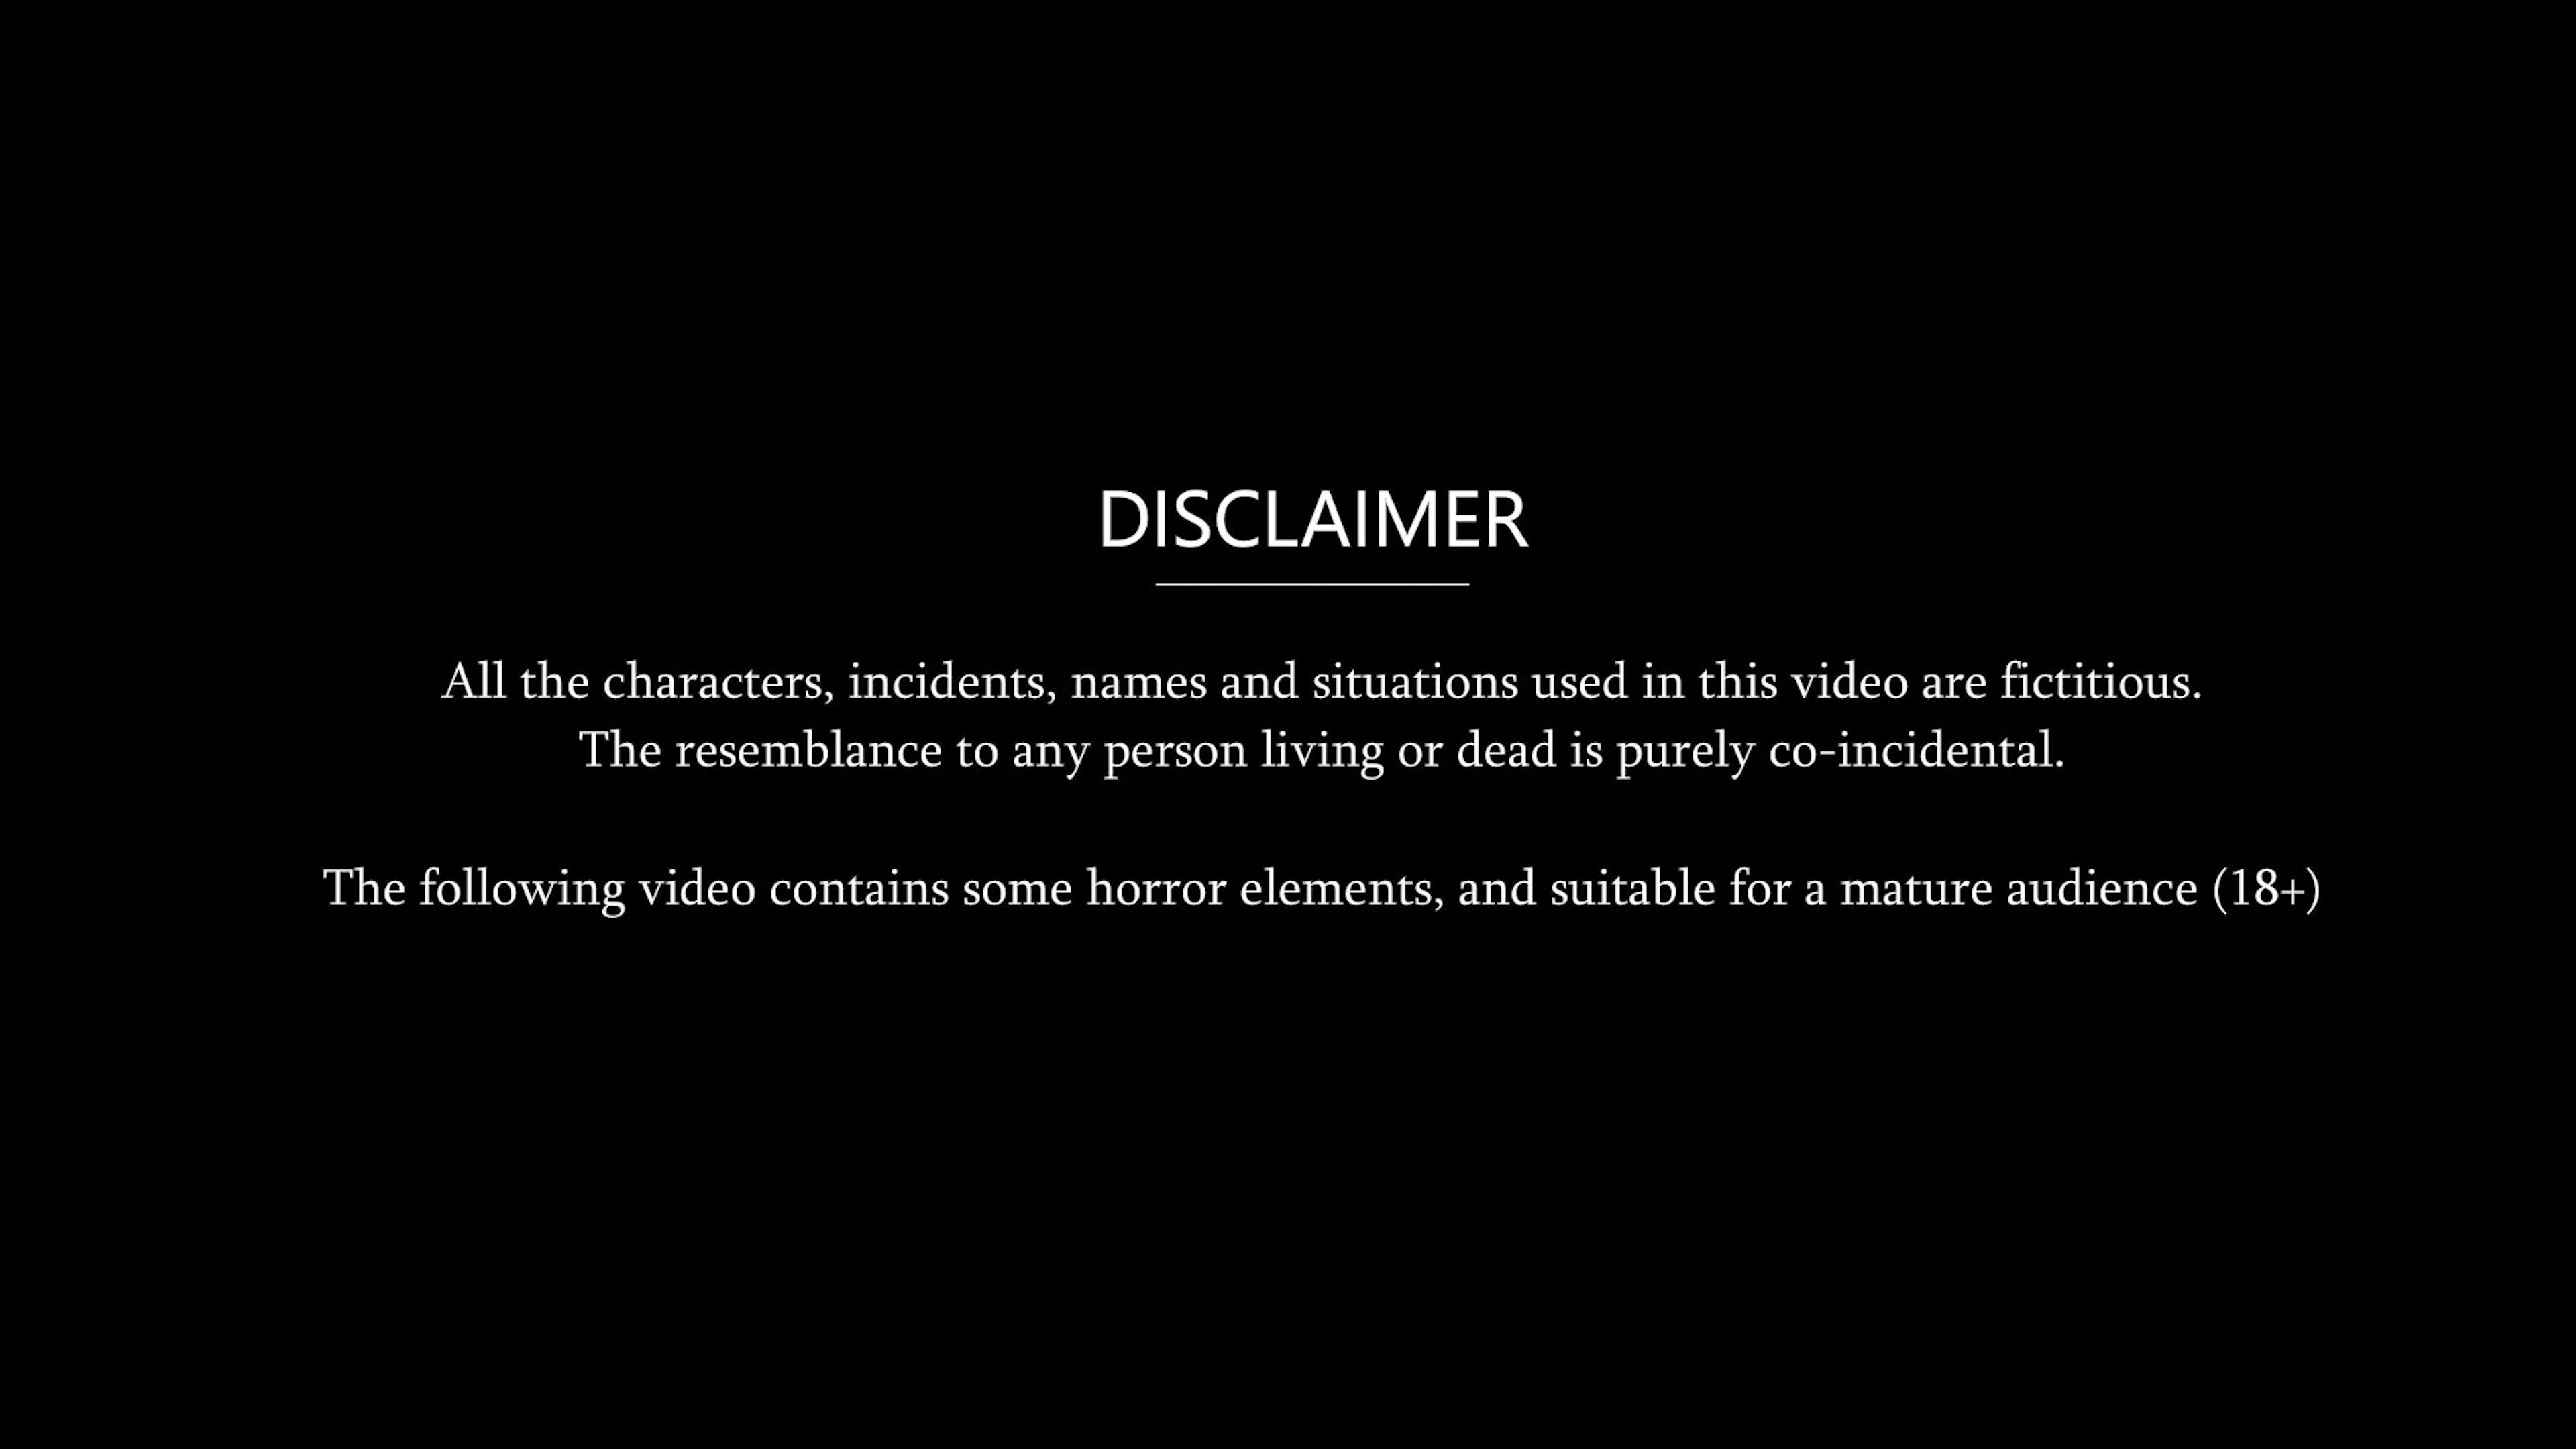 DISCLAIMER
All the characters, incidents, names and situations used in this video are fictitious.
The resemblance to any person living or dead is purely co-incidental.
The following video contains some horror elements, and suitable for a mature audience (18+)